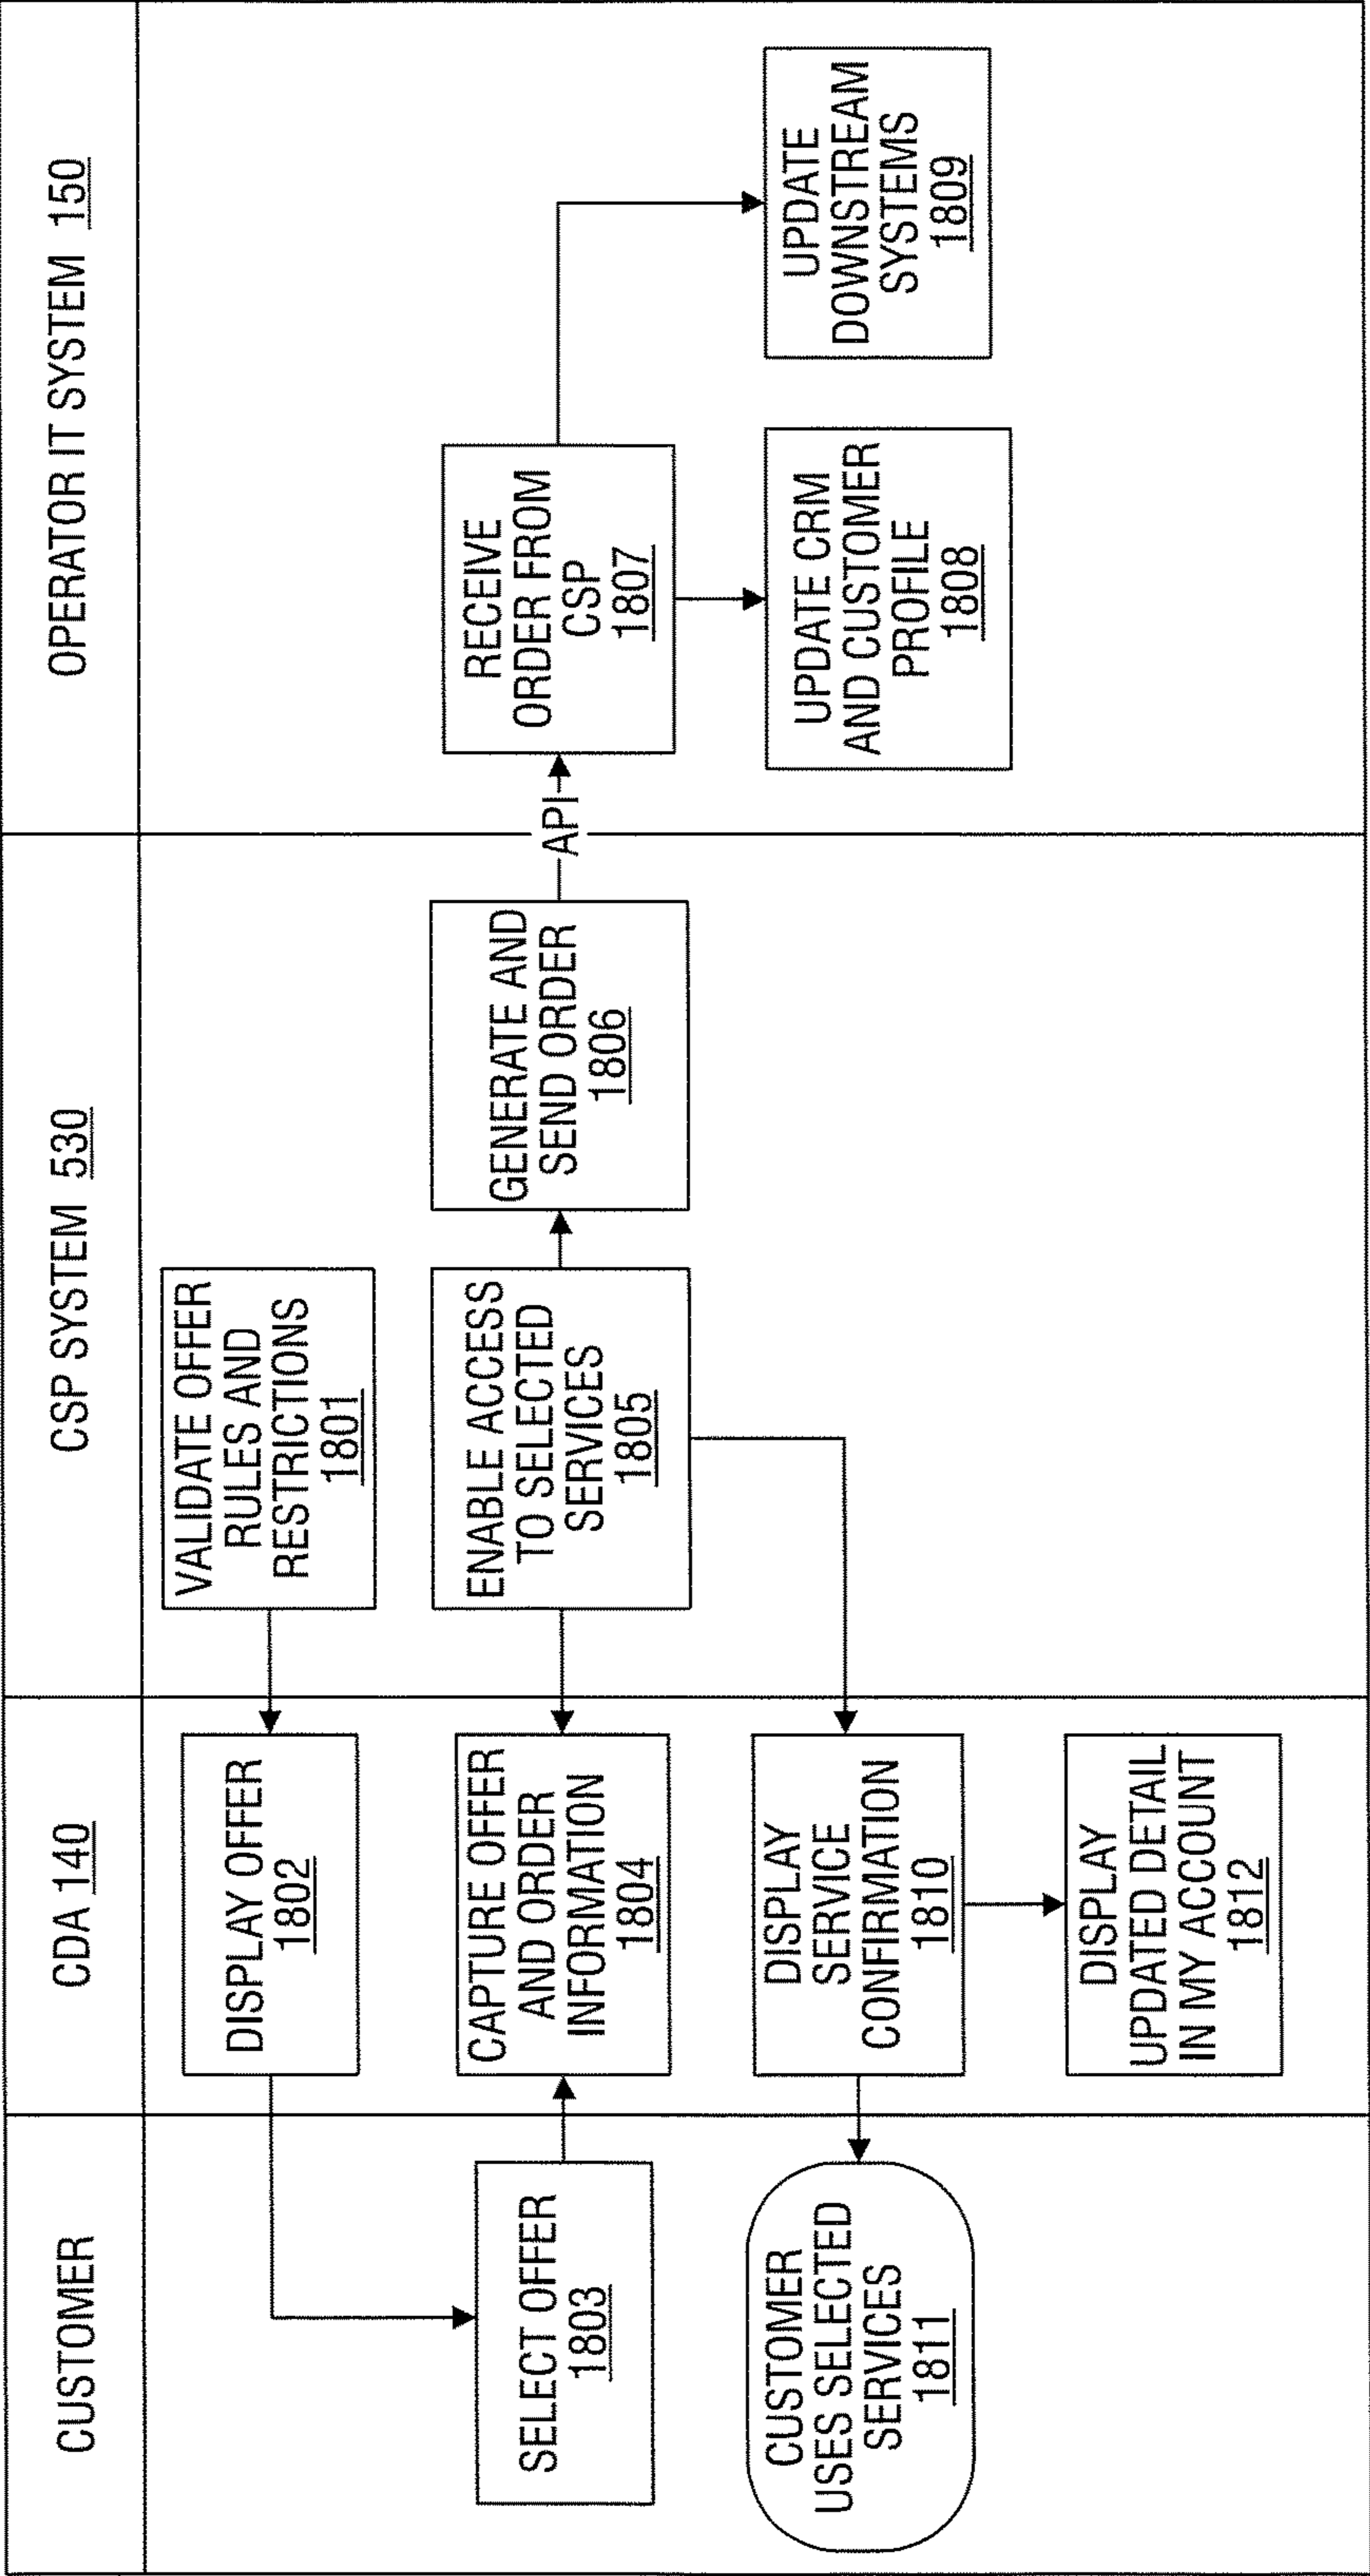 CUSTOMER
CDA 140
CSP SYSTEM 530
OPERATOR IT SYSTEM 150
VALIDATE OFFER
RULES AND
RESTRICTIONS
1801
DISPLAY OFFER
1802
SELECT OFFER
1803
CAPTURE OFFER
AND ORDER
INFORMATION
1804
ENABLE ACCESS
TO SELECTED
SERVICES
1805
GENERATE AND
SEND ORDER
1806
API
RECEIVE
ORDER FROM
CSP
1807
UPDATE CRM
AND CUSTOMER
PROFILE
1808
UPDATE
DOWNSTREAM
SYSTEMS
1809
DISPLAY
SERVICE
CONFIRMATION
1810
CUSTOMER
USES SELECTED
SERVICES
1811
DISPLAY
UPDATED DETAIL
IN MY ACCOUNT
1812